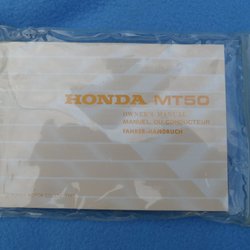 HONDA MT50
OWNER'S MANUAL
MANUEL DU CONDUCTEUR
FAHRER-HANDBUCH